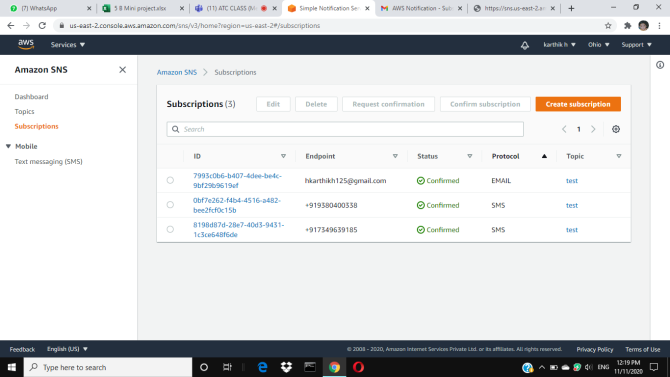 (7) WhatsApp
5 B Mini project.xlsx
(11) ATC CLASS (M
Simple Notification Serv
AWS Notification - Sub
https://sns.us-east-2.am
us-east-2.console.aws.amazon.com/sns/v3/home?region=us-east-2#/subscriptions
aws
Services
karthik h
Ohio
Support
Amazon SNS
Dashboard
Topics
Subscriptions
Mobile
Text messaging (SMS)
Amazon SNS
Subscriptions
Subscriptions (3)
Edit
Delete
Request confirmation
Confirm subscription
Create subscription
Search
1
ID
Endpoint
Status
Protocol
Topic
7993c0b6-b407-4dee-be4c-
9bf29b9619ef
hkarthikh125@gmail.com
Confirmed
EMAIL
test
0bf7e262-f4b4-4516-a482-
bee2fcf0c15b
+919380400338
Confirmed
SMS
test
8198d87d-28e7-40d3-9431-
1c3ce648f6de
+917349639185
Confirmed
SMS
test
Feedback
English (US)
© 2008 - 2020, Amazon Internet Services Private Ltd. or its affiliates. All rights reserved.
Privacy Policy
Terms of Use
Type here to search
ENG
12:19 PM
11/11/2020